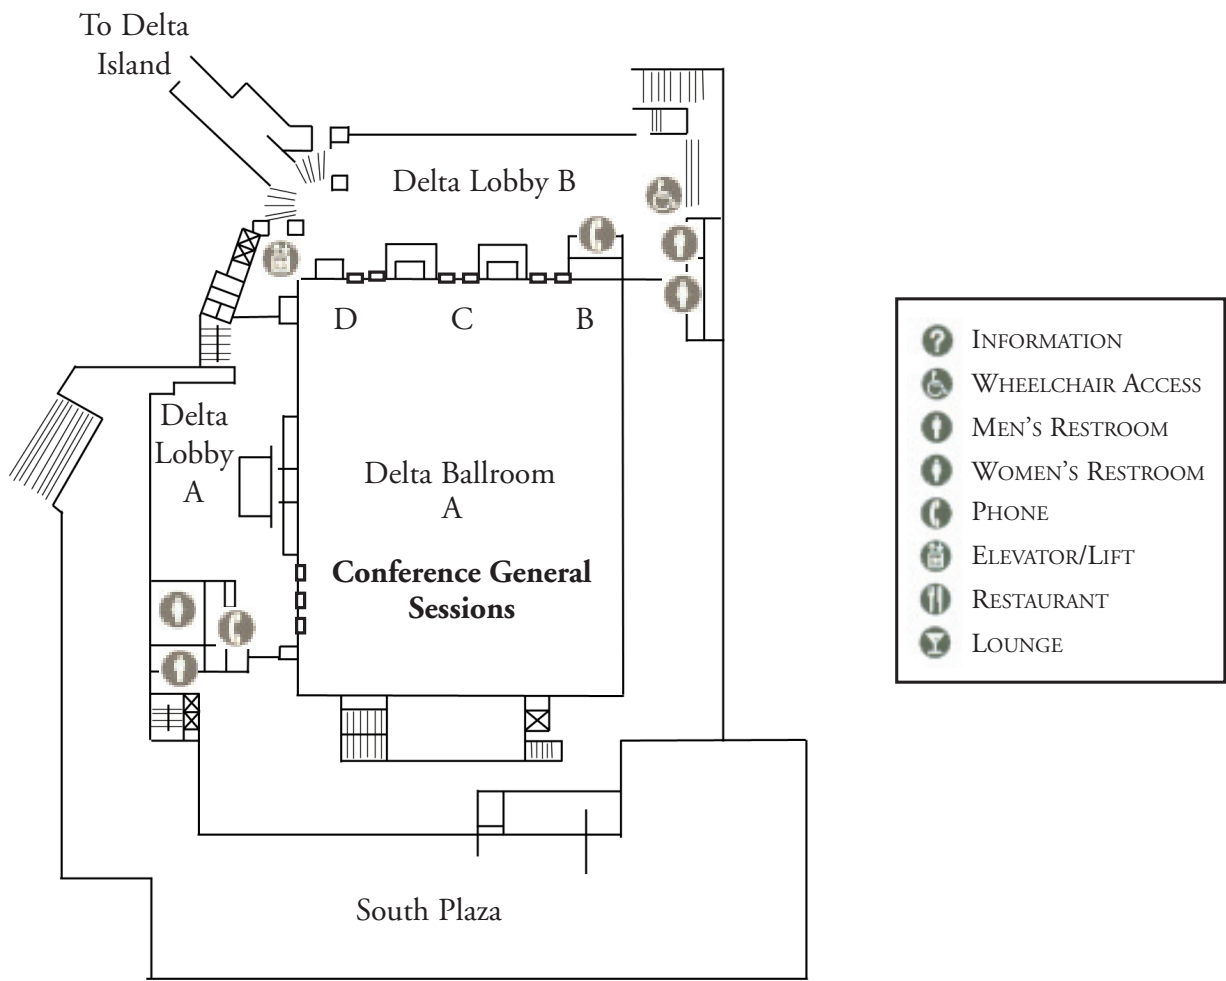 To Delta
Island
Delta Lobby B
D
C
B
Delta
Lobby
A
Delta Ballroom
A
Conference General
Sessions
South Plaza
?
INFORMATION
WHEELCHAIR ACCESS
MEN'S RESTROOM
WOMEN'S RESTROOM
PHONE
ELEVATOR/LIFT
RESTAURANT
LOUNGE